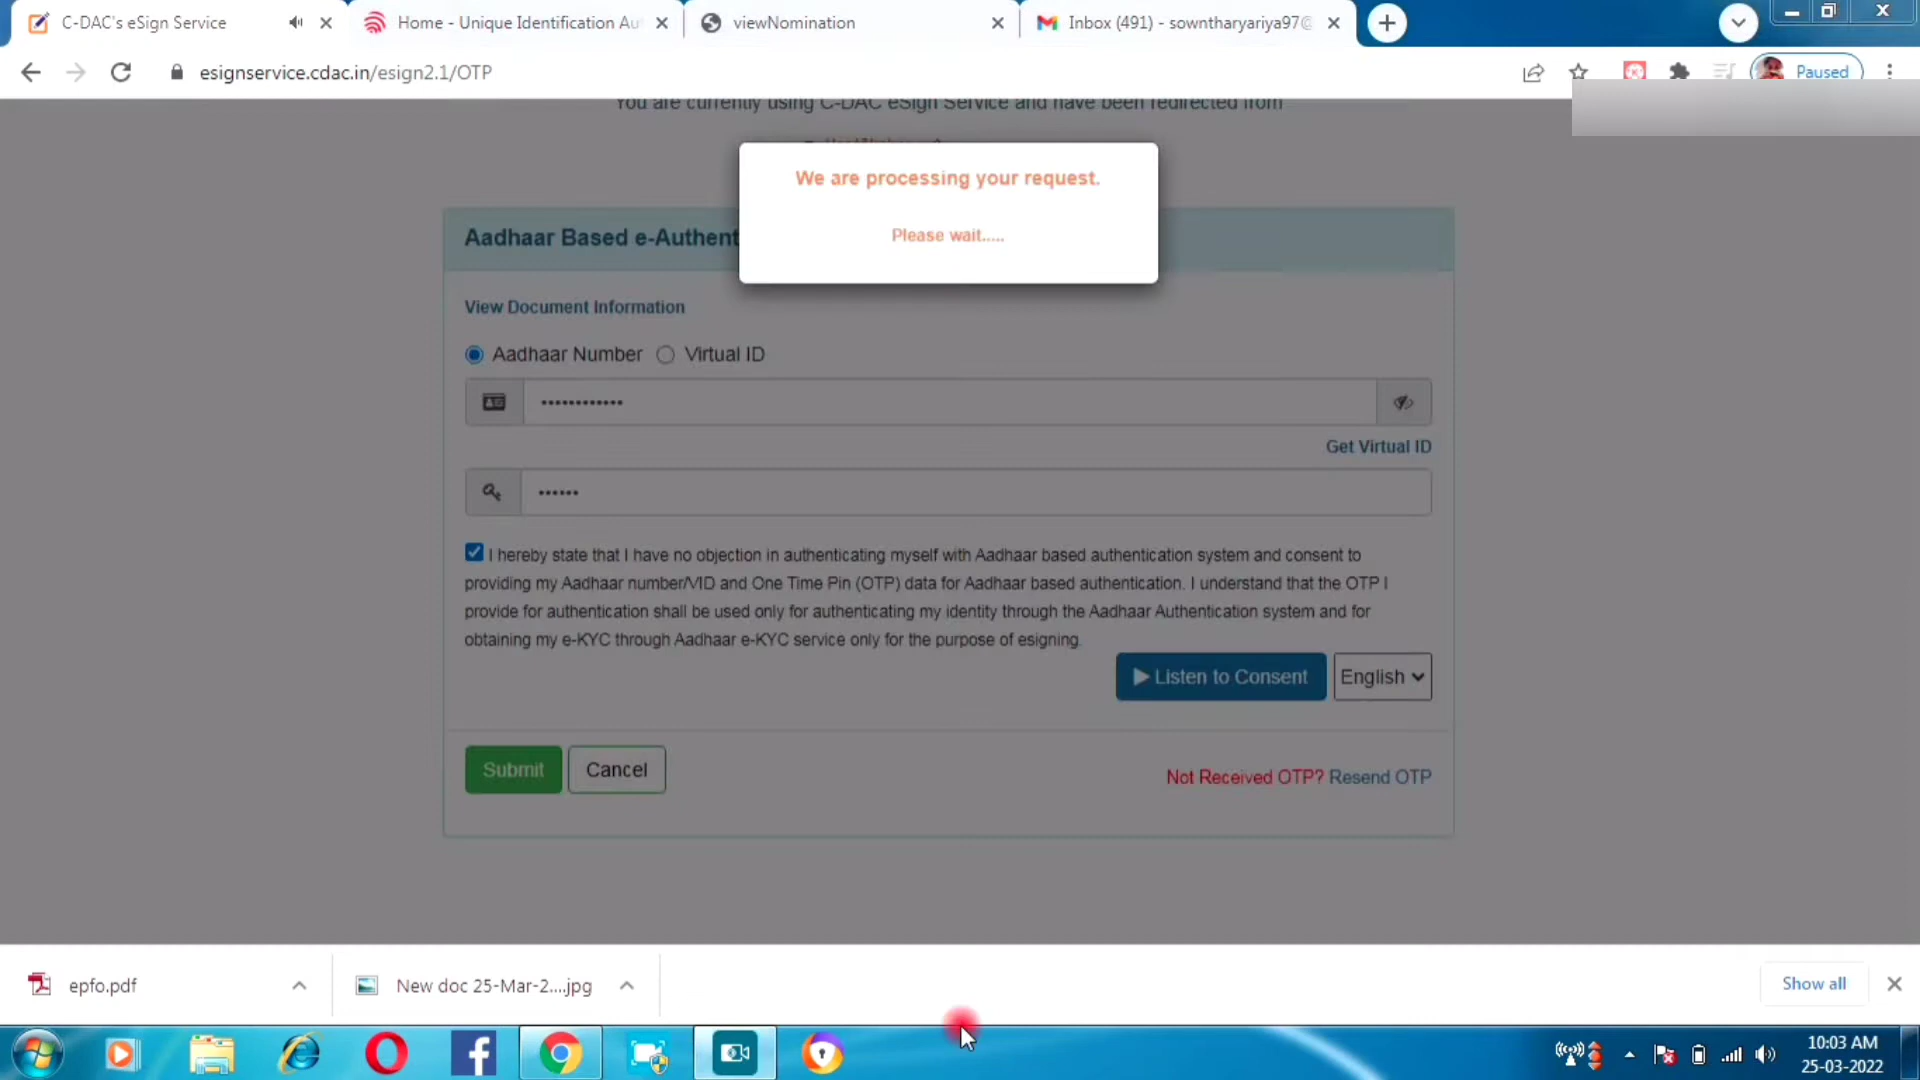 C-DAC's eSign Service
Home - Unique Identification Au
viewNomination
Inbox (491) - sowntharyariya97@
esignservice.cdac.in/esign2.1/OTP
Paused
You are currently using C-DAC eSign Service and have been redirected from
We are processing your request.
Please wait.....
Aadhaar Based e-Authent
View Document Information
Aadhaar Number Virtual ID
••••••••••••
Get Virtual ID
••••••
I hereby state that I have no objection in authenticating myself with Aadhaar based authentication system and consent to
providing my Aadhaar number/VID and One Time Pin (OTP) data for Aadhaar based authentication. I understand that the OTP I
provide for authentication shall be used only for authenticating my identity through the Aadhaar Authentication system and for
obtaining my e-KYC through Aadhaar e-KYC service only for the purpose of esigning.
Listen to Consent English
Submit Cancel
Not Received OTP? Resend OTP
epfo.pdf
New doc 25-Mar-2....jpg
Show all
10:03 AM
25-03-2022